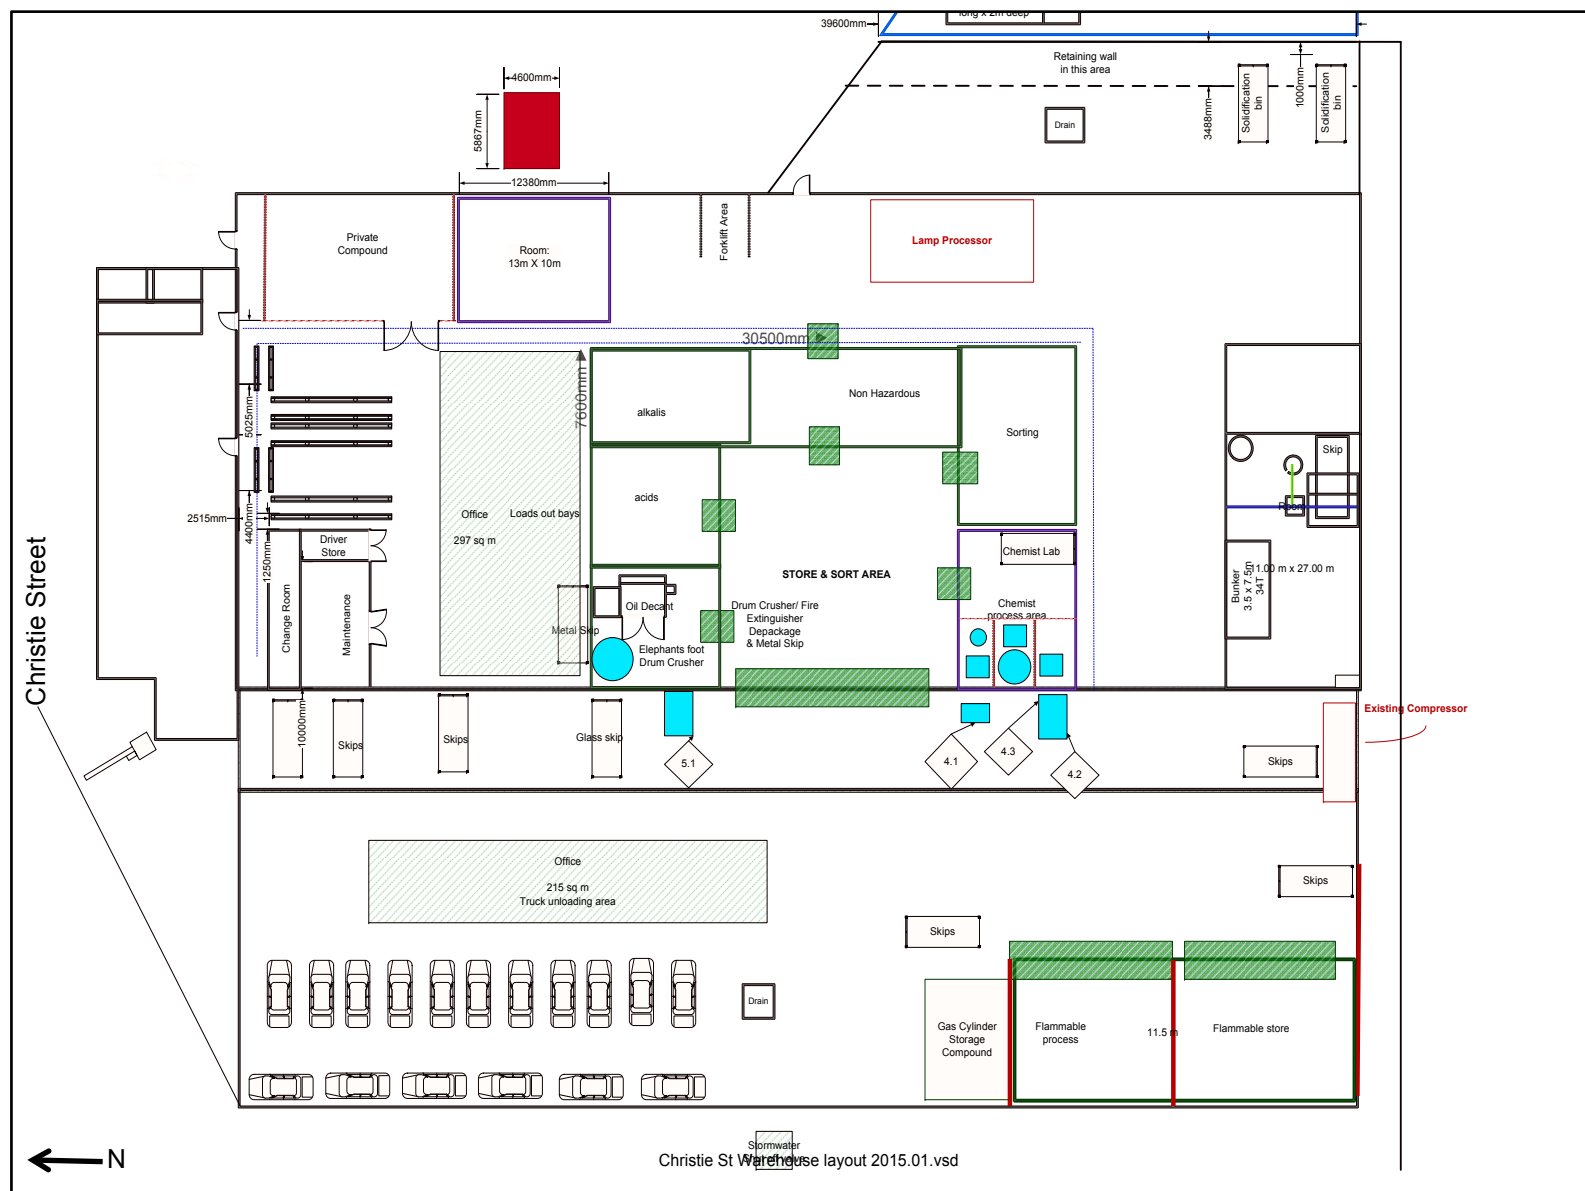 39600mm
long x 2m deep
Retaining wall
in this area
1000mm
3488mm
Solidification
bin
Solidification
bin
Drain
4600mm
5867mm
12380mm
Private
Compound
Room:
13m X 10m
Forklift Area
Lamp Processor
30500mm
7600mm
alkalis
Non Hazardous
Sorting
Skip
Room
5025mm
4400mm
2515mm
1250mm
acids
Office
Loads out bays
297 sq m
Driver
Store
Change Room
Maintenance
STORE & SORT AREA
Chemist Lab
Chemist
process area
Bunker
3.5 x 7.5m
34T
11.00 m x 27.00 m
Oil Decant
Metal Skip
Elephants foot
Drum Crusher
Drum Crusher/ Fire
Extinguisher
Depackage
& Metal Skip
Christie Street
10000mm
Skips
Skips
Glass skip
5.1
4.1
4.3
4.2
Skips
Existing Compressor
Office
215 sq m
Truck unloading area
Skips
Skips
Drain
Gas Cylinder
Storage
Compound
Flammable
process
11.5 m
Flammable store
N
Stormwater
Christie St Warehouse layout 2015.01.vsd